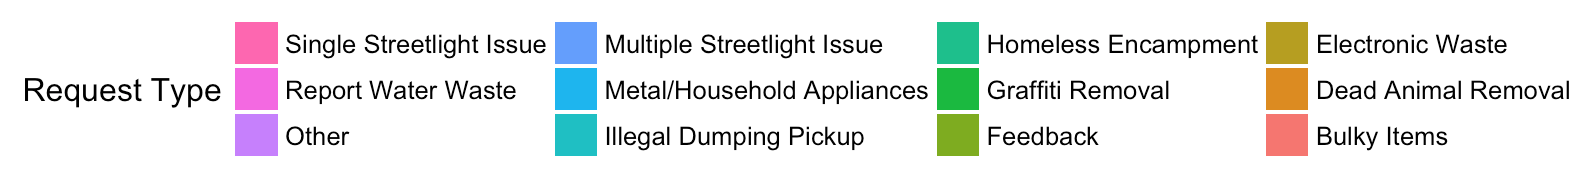 Single Streetlight Issue Multiple Streetlight Issue Homeless Encampment Electronic Waste
Request Type Report Water Waste Metal/Household Appliances Graffiti Removal Dead Animal Removal
Other Illegal Dumping Pickup Feedback Bulky Items